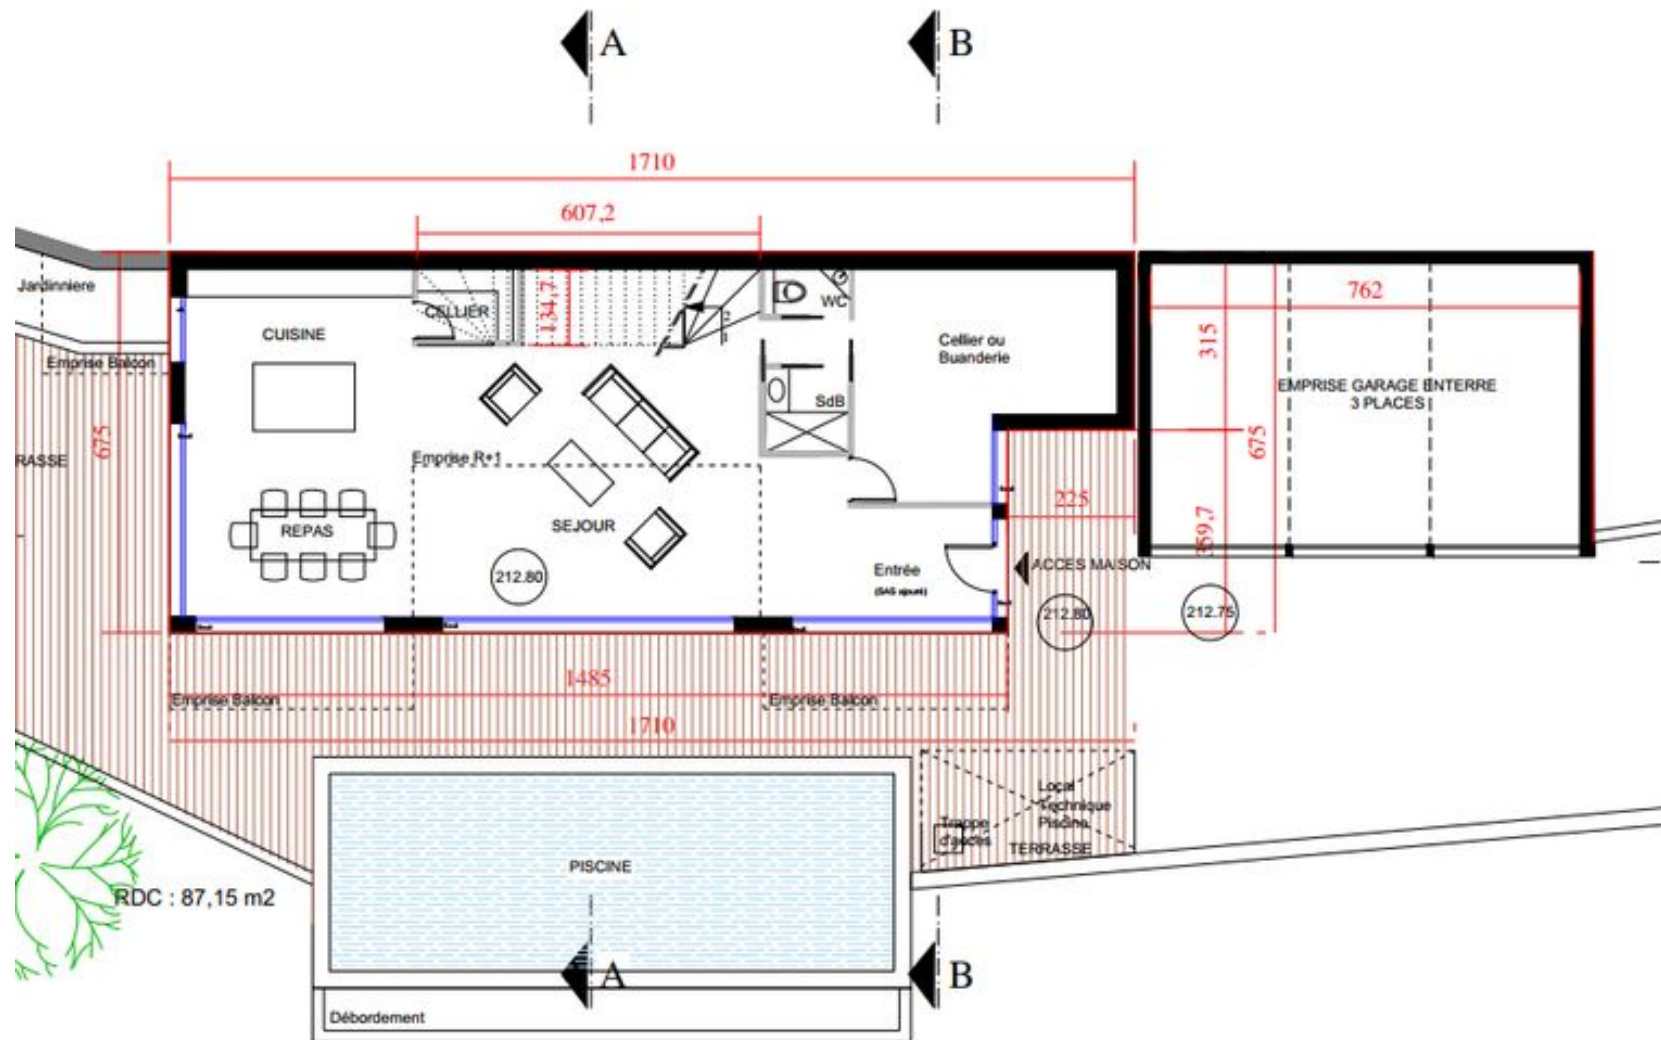 A
B
1710
607,2
Jardinniere
CELLIER
134,7
WC
762
CUISINE
Cellier ou
Buanderie
315
Emprise Balcon
EMPRISE GARAGE ENTERRE
3 PLACES
SdB
675
RASSE
Emprise R+1
675
225
REPAS
SEJOUR
359,7
212.80
Entrée
ACCES MAISON
212.80
212.75
1485
Emprise Balcon
Emprise Balcon
1710
Local
Technique
Piscine
Trappe
d'accès
TERRASSE
PISCINE
RDC : 87,15 m2
A
B
Débordement